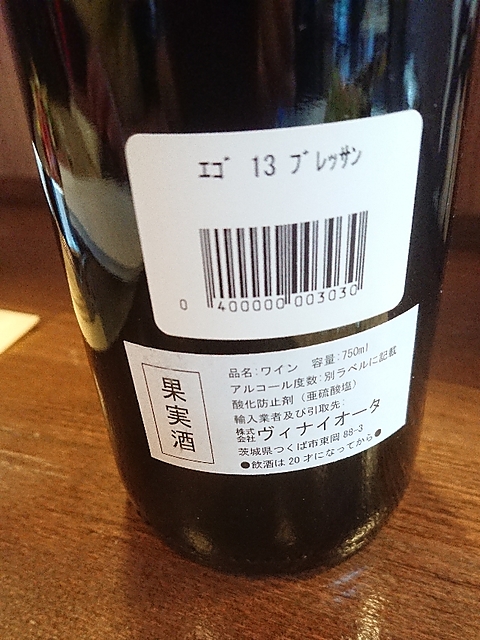 ｴｺﾞ 13 ﾌﾞﾚｯｻﾝ
0 400000 003030
果実酒
品名:ワイン 容量:750ml
アルコール度数:別ラベルに記載
酸化防止剤(亜硫酸塩)
輸入業者及び引取先:
株式会社ヴィナイオータ
茨城県つくば市東岡 88-3
●飲酒は 20 才になってから●